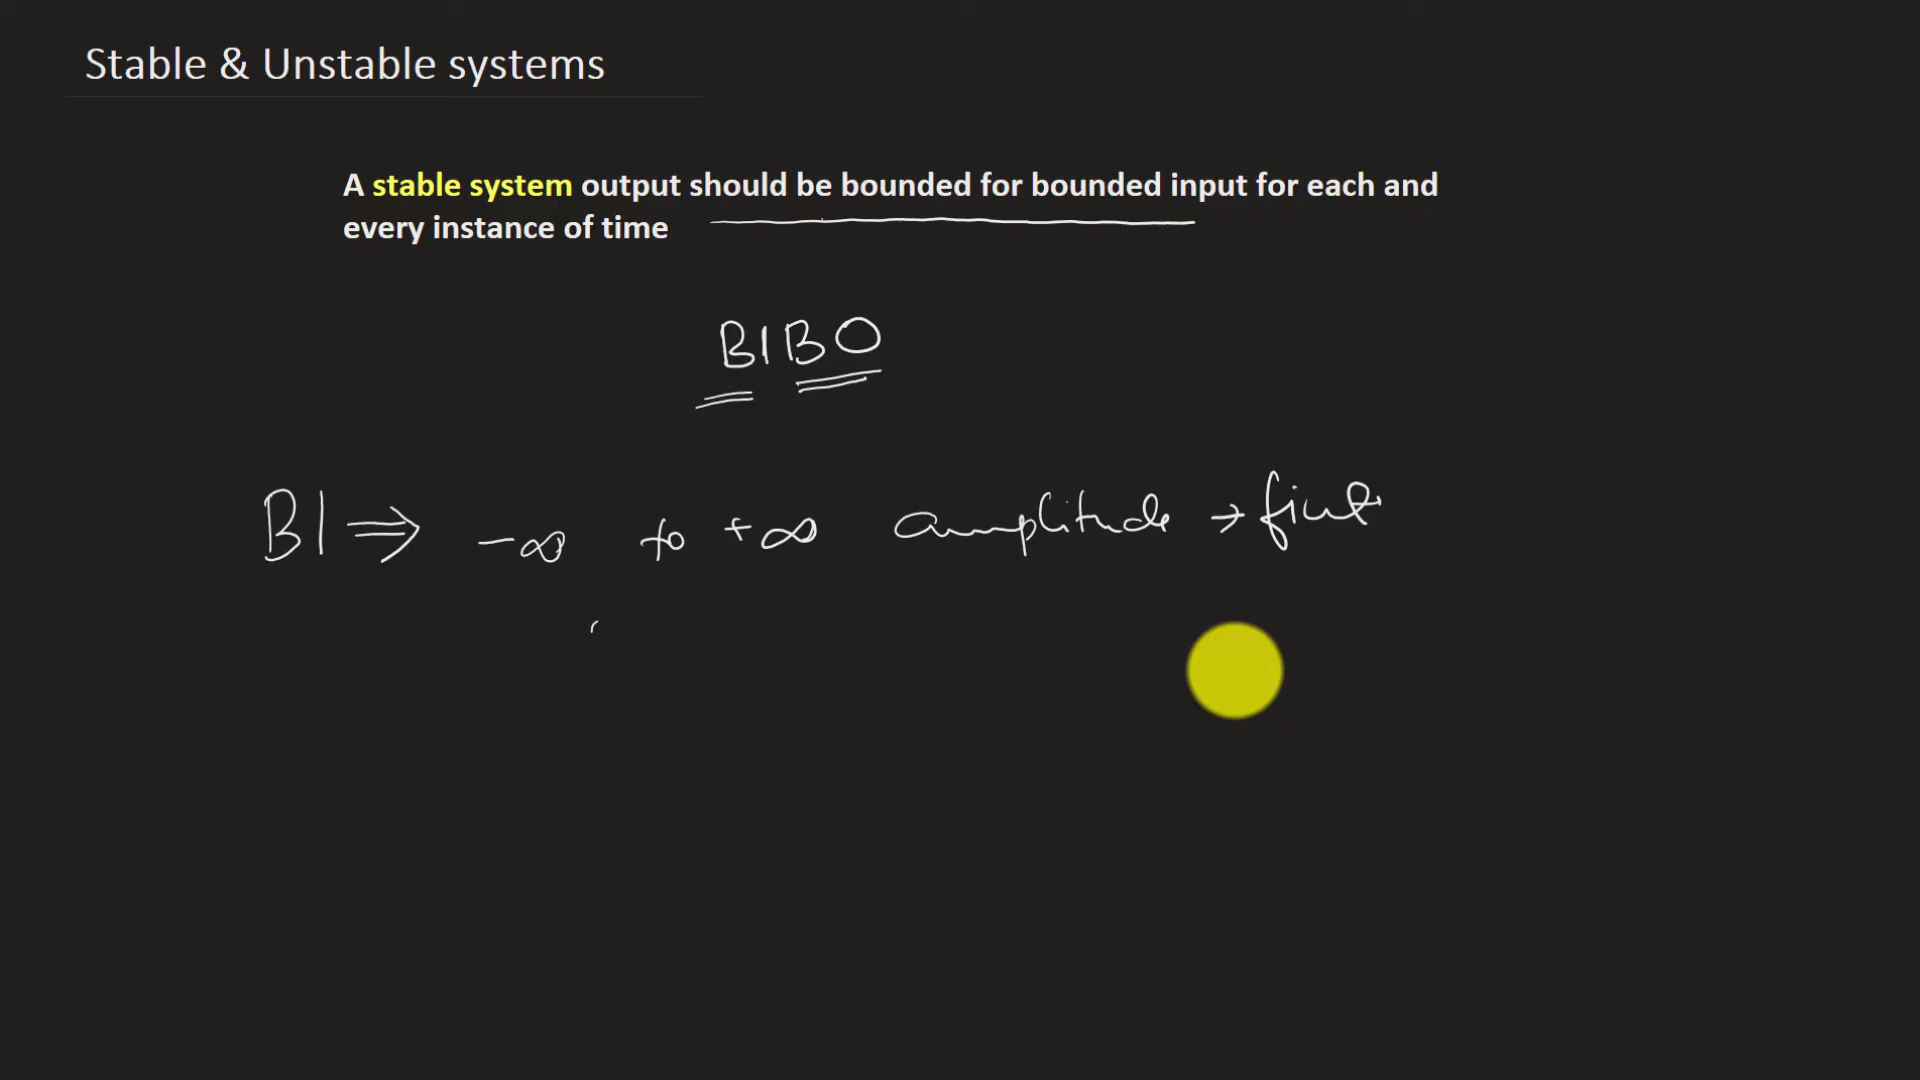 Stable & Unstable systems
A stable system output should be bounded for bounded input for each and
every instance of time
BIBO
BI ⇒ -∞ to +∞ amplitude → finite